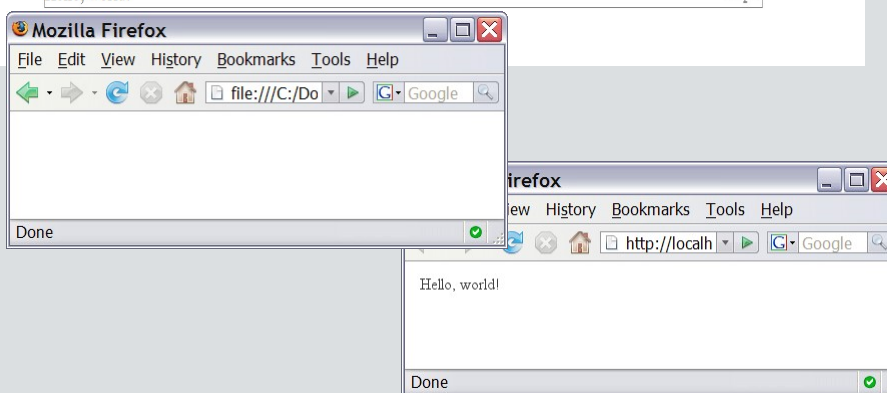 Mozilla Firefox
File Edit View History Bookmarks Tools Help
file:///C:/Do G Google
Done
irefox
iew History Bookmarks Tools Help
http://localh G Google
Hello, world!
Done